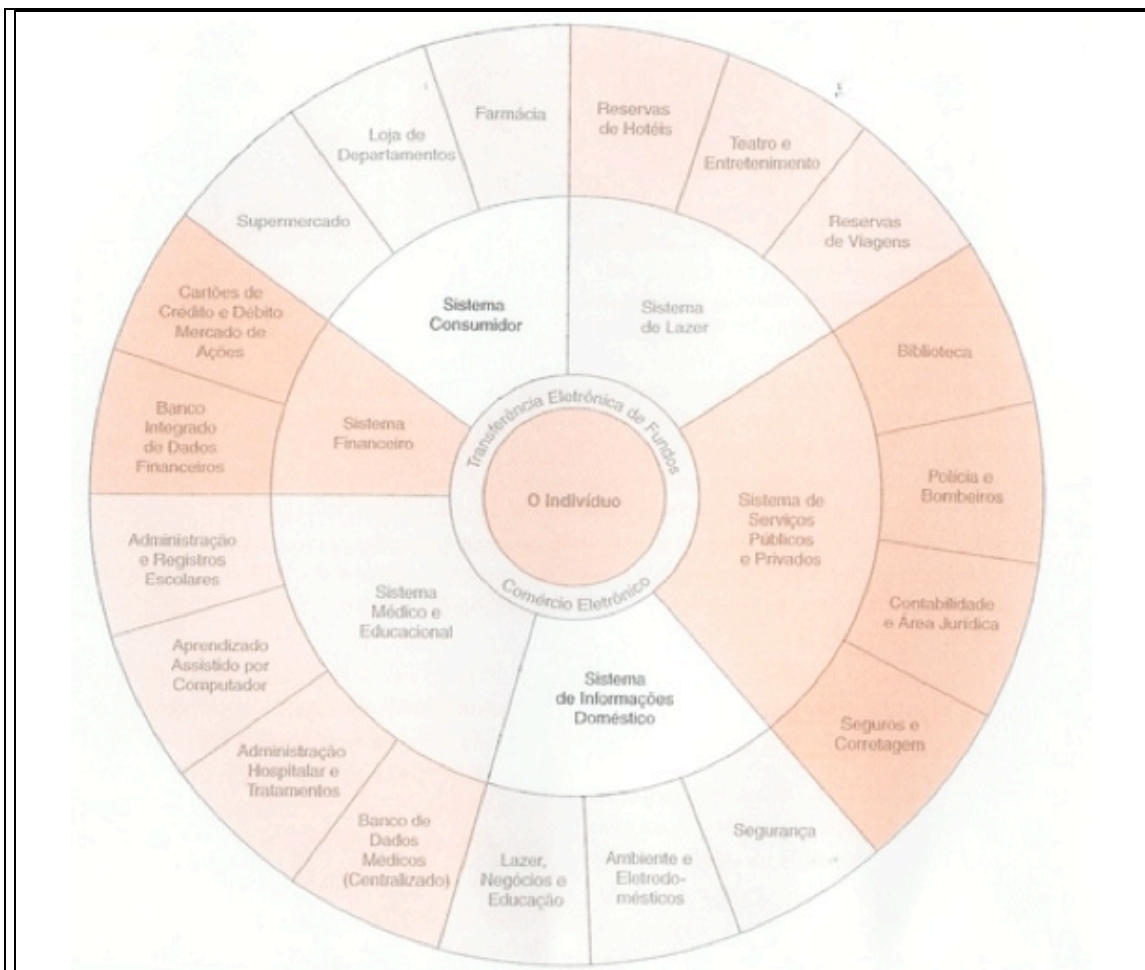 Farmácia
Reservas
de Hotéis
Loja de
Departamentos
Teatro e
Entretenimento
Supermercado
Reservas
de Viagens
Sistema
Consumidor
Sistema
de Lazer
Cartões de
Crédito e Débito
Mercado de
Ações
Biblioteca
Banco
Integrado
de Dados
Financeiros
Sistema
Financeiro
Transferência Eletrônica de Fundos
O Indivíduo
Comércio Eletrônico
Sistema de
Serviços
Públicos
e Privados
Polícia e
Bombeiros
Administração
e Registros
Escolares
Sistema
Médico e
Educacional
Contabilidade
e Área Jurídica
Aprendizado
Assistido por
Computador
Sistema
de Informações
Doméstico
Seguros e
Corretagem
Administração
Hospitalar e
Tratamentos
Banco de
Dados
Médicos
(Centralizado)
Lazer,
Negócios e
Educação
Ambiente e
Eletrodo-
mésticos
Segurança